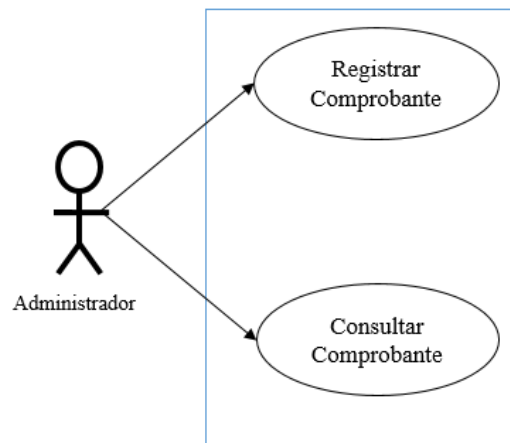 Registrar
Comprobante
Administrador
Consultar
Comprobante